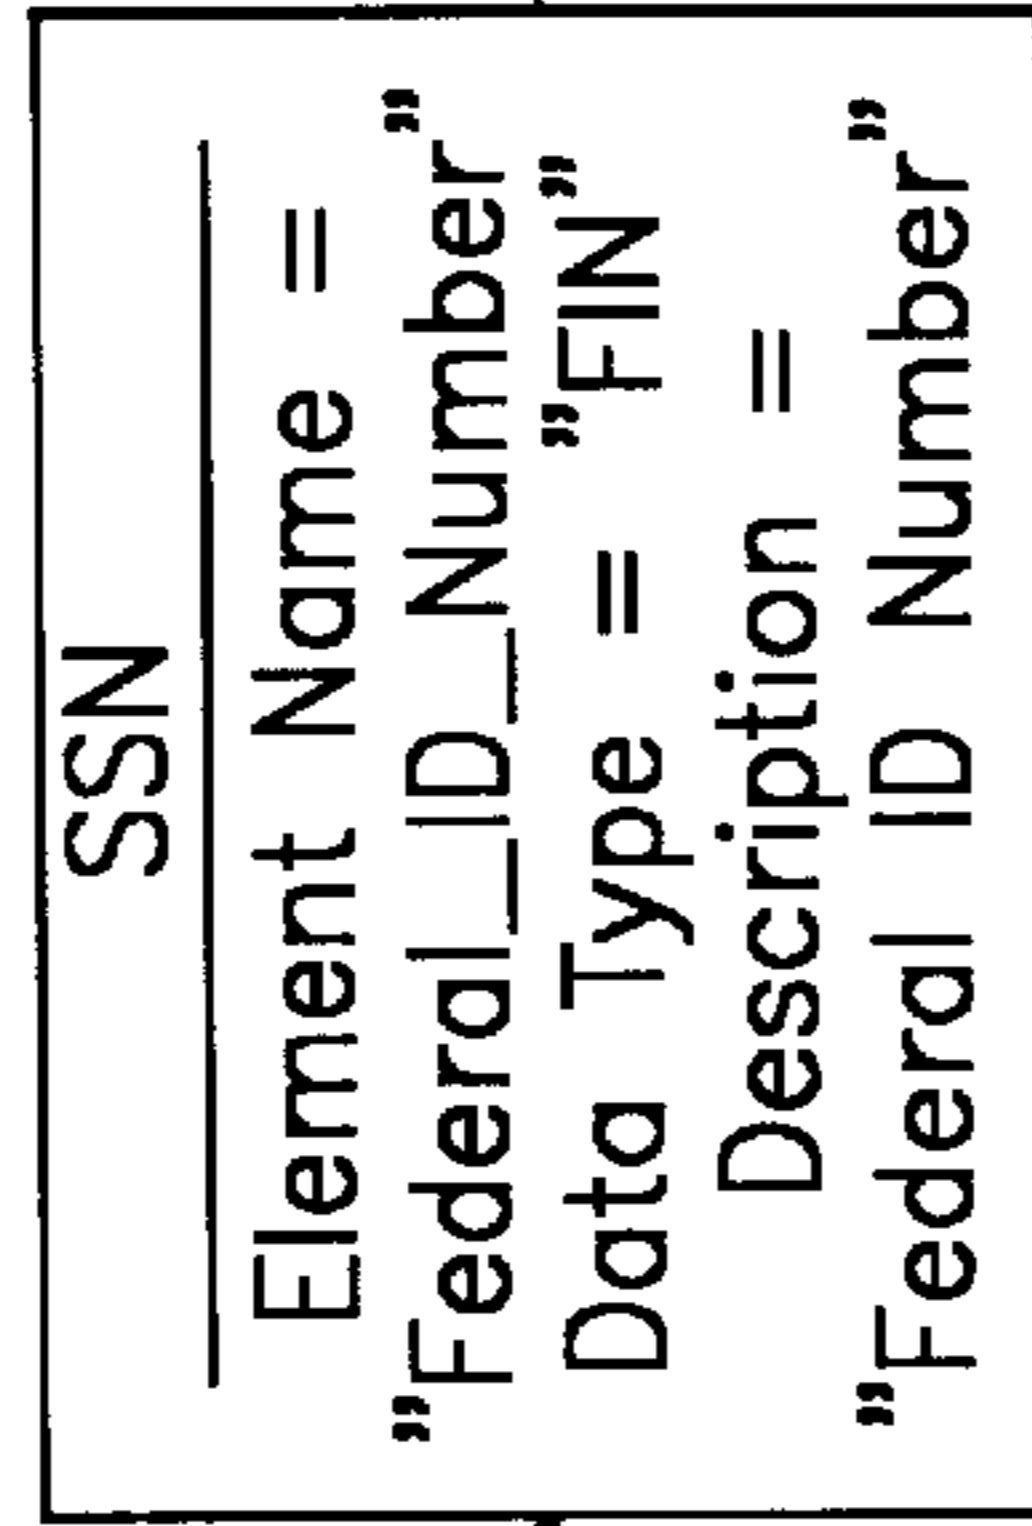 SSN
Element Name =
"Federal_ID_Number"
Data Type = "FIN"
Description =
"Federal ID Number"